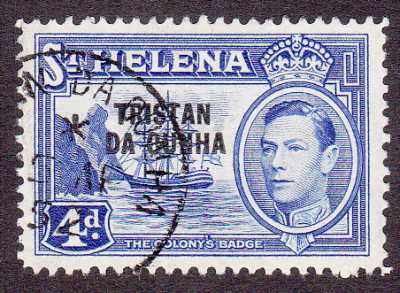 ST. HELENA
TRISTAN
DA CUNHA
4d
THE COLONY'S BADGE